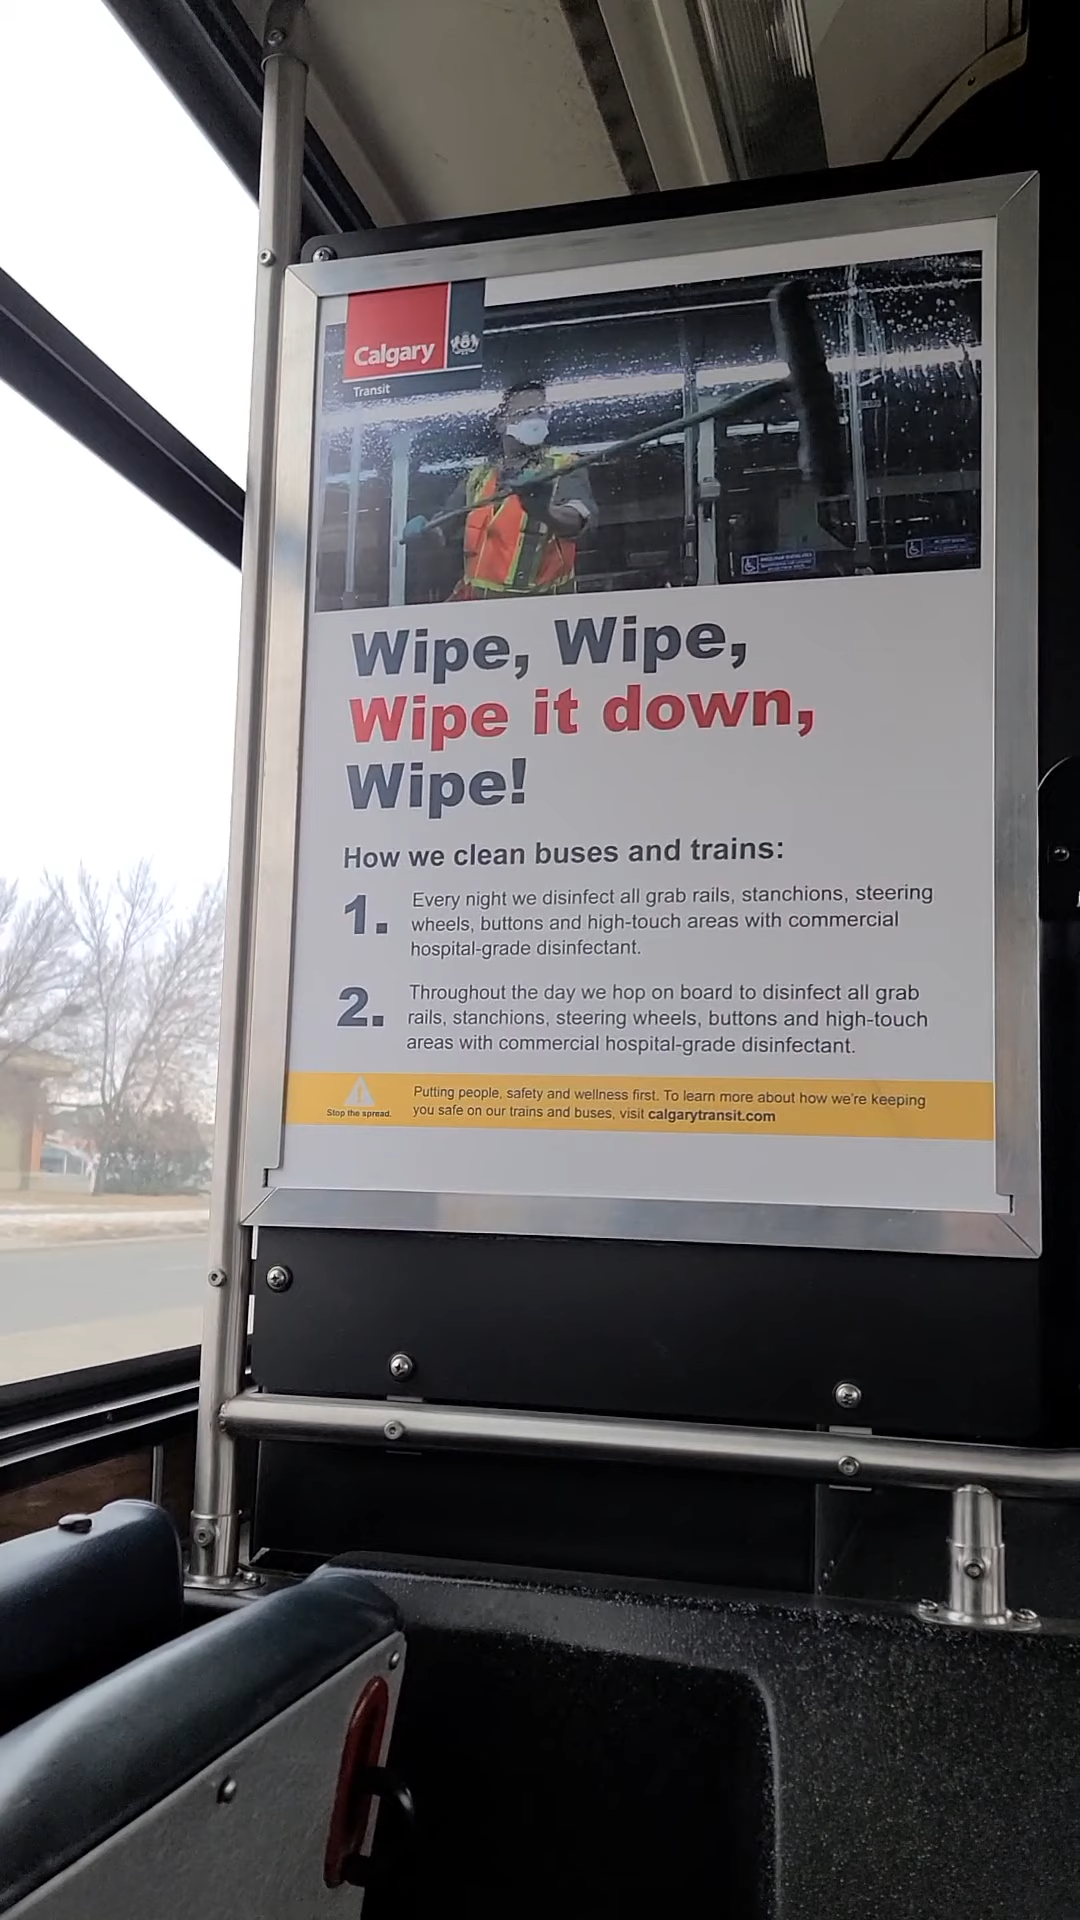 Calgary
Transit
Wipe, Wipe,
Wipe it down,
Wipe!
How we clean buses and trains:
1. Every night we disinfect all grab rails, stanchions, steering
wheels, buttons and high-touch areas with commercial
hospital-grade disinfectant.
2. Throughout the day we hop on board to disinfect all grab
rails, stanchions, steering wheels, buttons and high-touch
areas with commercial hospital-grade disinfectant.
Stop the spread.
Putting people, safety and wellness first. To learn more about how we're keeping
you safe on our trains and buses, visit calgarytransit.com